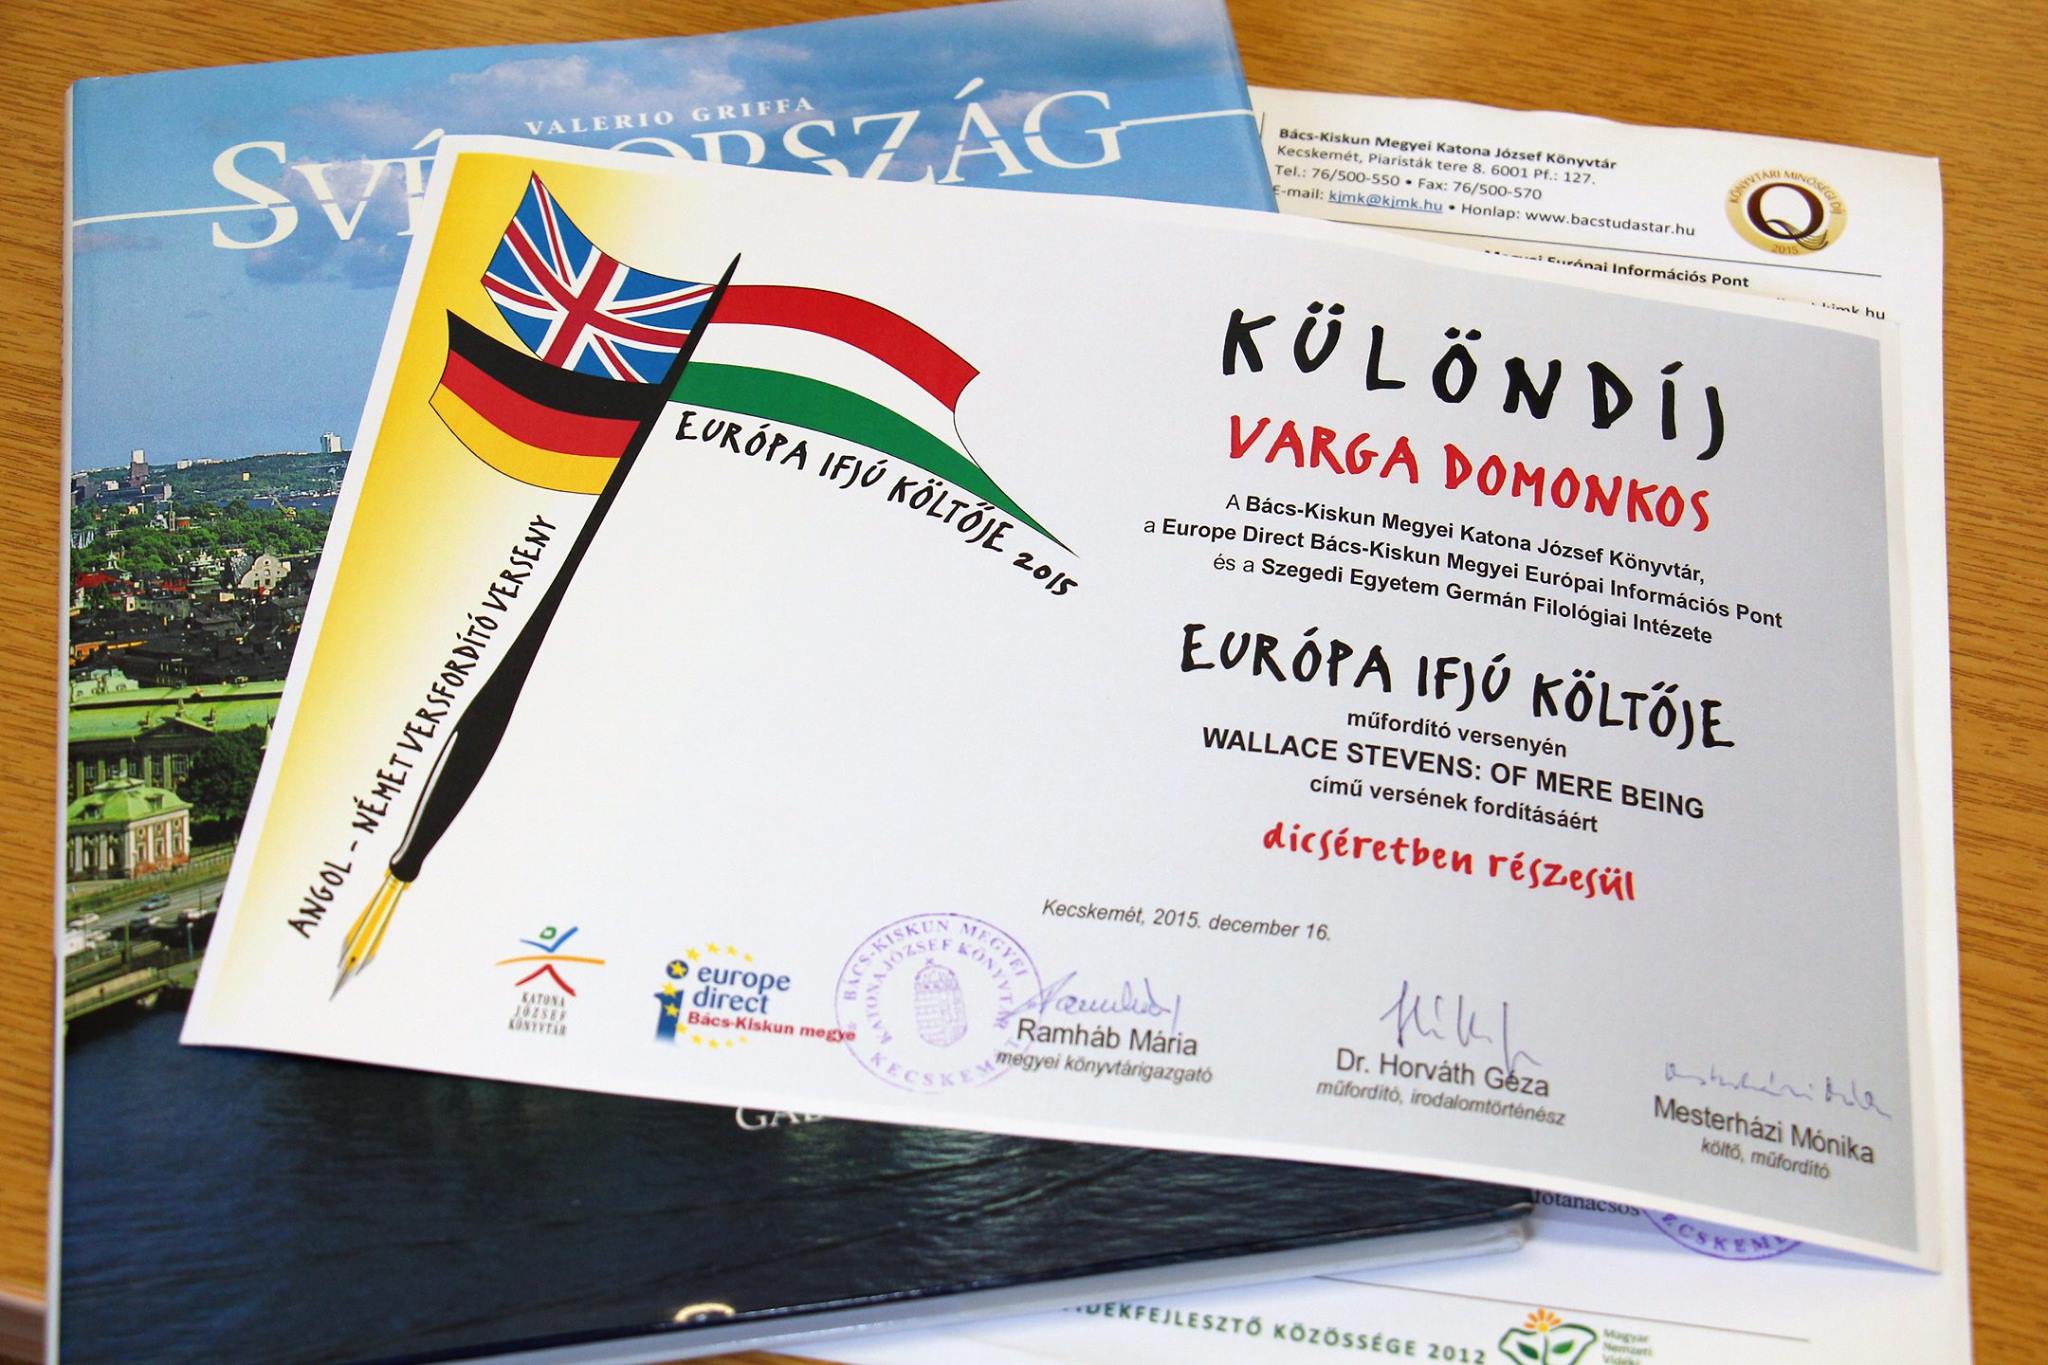 VALERIO GRIFFA
Bács-Kiskun Megyei Katona József Könyvtár
Kecskemét, Piaristák tere 8. 6001 Pf.: 127.
Tel.: 76/500-550 • Fax: 76/500-570
E-mail: kjmk@kjmk.hu • Honlap: www.bacstudastar.hu
KÖNYVTÁRI MINŐSÉGI DÍJ
Q
2015
Európai Információs Pont
kjmk.hu
ANGOL - NÉMET VERSFORDÍTÓ VERSENY
EURÓPA IFJÚ KÖLTŐJE 2015
KÜLÖNDÍJ
VARGA DOMONKOS
A Bács-Kiskun Megyei Katona József Könyvtár,
a Europe Direct Bács-Kiskun Megyei Európai Információs Pont
és a Szegedi Egyetem Germán Filológiai Intézete
EURÓPA IFJÚ KÖLTŐJE
műfordító versenyén
WALLACE STEVENS: OF MERE BEING
című versének fordításáért
dicséretben részesül
Kecskemét, 2015. december 16.
KATONA
JÓZSEF
KÖNYVTÁR
europe
direct
Bács-Kiskun megye
BÁCS-KISKUN MEGYEI
KATONA JÓZSEF KÖNYVTÁR
KECSKEMÉT
Ramháb Mária
megyei könyvtárigazgató
Dr. Horváth Géza
műfordító, irodalomtörténész
Mesterházi Mónika
költő, műfordító
KÖZÖSSÉGE 2012
Magyar
Nemzeti